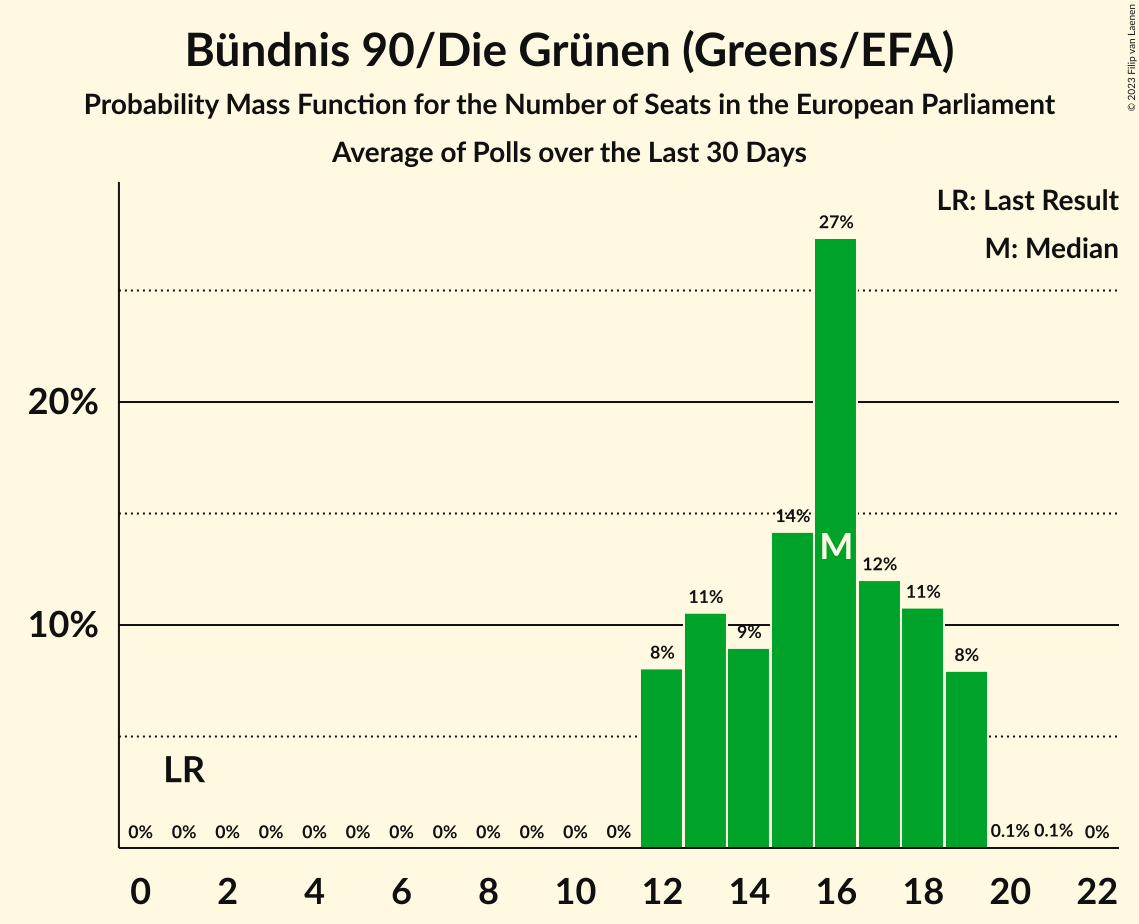 Bündnis 90/Die Grünen (Greens/EFA)
Probability Mass Function for the Number of Seats in the European Parliament
Average of Polls over the Last 30 Days
© 2023 Filip van Laenen
LR: Last Result
M: Median
27%
20%
14%
M
12%
11%
11%
10%
9%
8%
8%
LR
0% 0% 0% 0% 0% 0% 0% 0% 0% 0% 0% 0% 0.1% 0.1% 0%
0 2 4 6 8 10 12 14 16 18 20 22